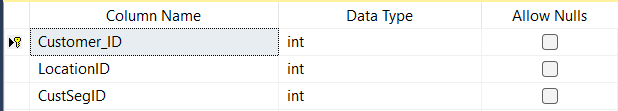 Column Name Data Type Allow Nulls
Customer_ID int
LocationID int
CustSegID int